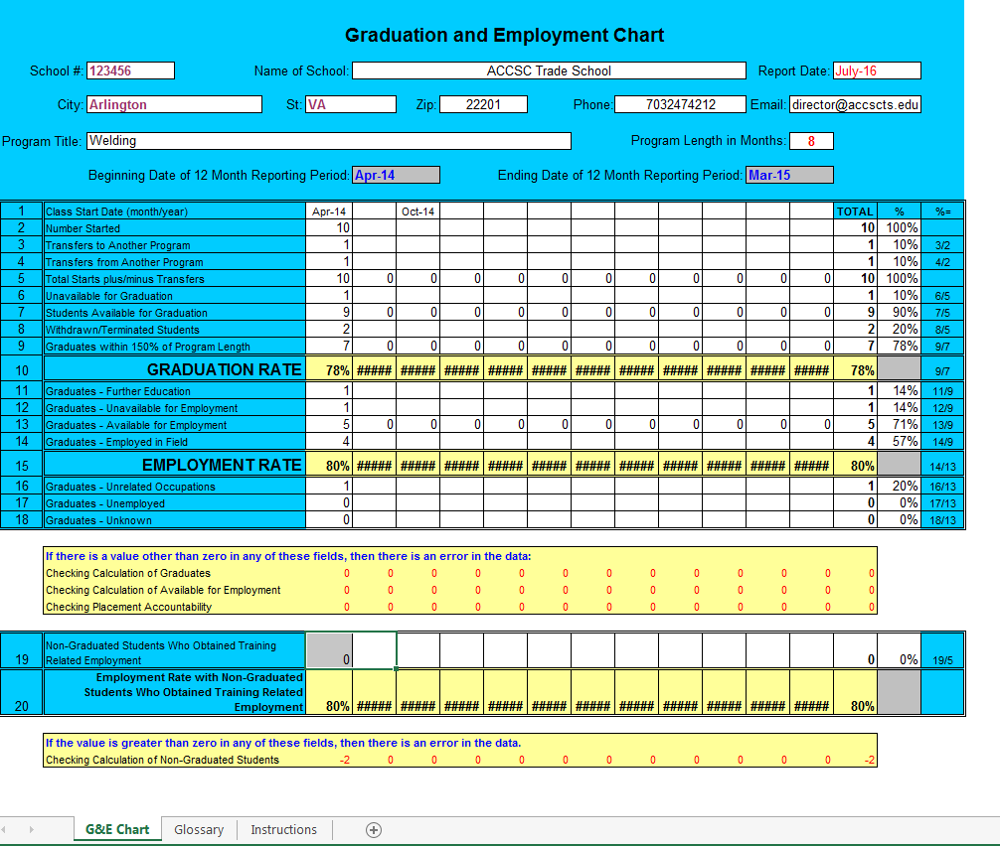 Graduation and Employment Chart
School #: 123456 Name of School: ACCSC Trade School Report Date: July-16
City: Arlington St: VA Zip: 22201 Phone: 7032474212 Email: director@accscts.edu
Program Title: Welding Program Length in Months: 8
Beginning Date of 12 Month Reporting Period: Apr-14 Ending Date of 12 Month Reporting Period: Mar-15
1 Class Start Date (month/year) Apr-14 Oct-14 TOTAL % %=
2 Number Started 10 10 100%
3 Transfers to Another Program 1 1 10% 3/2
4 Transfers from Another Program 1 1 10% 4/2
5 Total Starts plus/minus Transfers 10 0 0 0 0 0 0 0 0 0 0 0 10 100%
6 Unavailable for Graduation 1 1 10% 6/5
7 Students Available for Graduation 9 0 0 0 0 0 0 0 0 0 0 0 9 90% 7/5
8 Withdrawn/Terminated Students 2 2 20% 8/5
9 Graduates within 150% of Program Length 7 0 0 0 0 0 0 0 0 0 0 0 7 78% 9/7
10 GRADUATION RATE 78% ##### ##### ##### ##### ##### ##### ##### ##### ##### ##### ##### 78% 9/7
11 Graduates - Further Education 1 1 14% 11/9
12 Graduates - Unavailable for Employment 1 1 14% 12/9
13 Graduates - Available for Employment 5 0 0 0 0 0 0 0 0 0 0 0 5 71% 13/9
14 Graduates - Employed in Field 4 4 57% 14/9
15 EMPLOYMENT RATE 80% ##### ##### ##### ##### ##### ##### ##### ##### ##### ##### ##### 80% 14/13
16 Graduates - Unrelated Occupations 1 1 20% 16/13
17 Graduates - Unemployed 0 0 0% 17/13
18 Graduates - Unknown 0 0 0% 18/13
If there is a value other than zero in any of these fields, then there is an error in the data:
Checking Calculation of Graduates 0 0 0 0 0 0 0 0 0 0 0 0 0
Checking Calculation of Available for Employment 0 0 0 0 0 0 0 0 0 0 0 0 0
Checking Placement Accountability 0 0 0 0 0 0 0 0 0 0 0 0 0
Non-Graduated Students Who Obtained Training
19 Related Employment 0 0 0% 19/5
Employment Rate with Non-Graduated
Students Who Obtained Training Related
20 Employment 80% ##### ##### ##### ##### ##### ##### ##### ##### ##### ##### ##### 80%
If the value is greater than zero in any of these fields, then there is an error in the data.
Checking Calculation of Non-Graduated Students -2 0 0 0 0 0 0 0 0 0 0 0 -2
G&E Chart Glossary Instructions